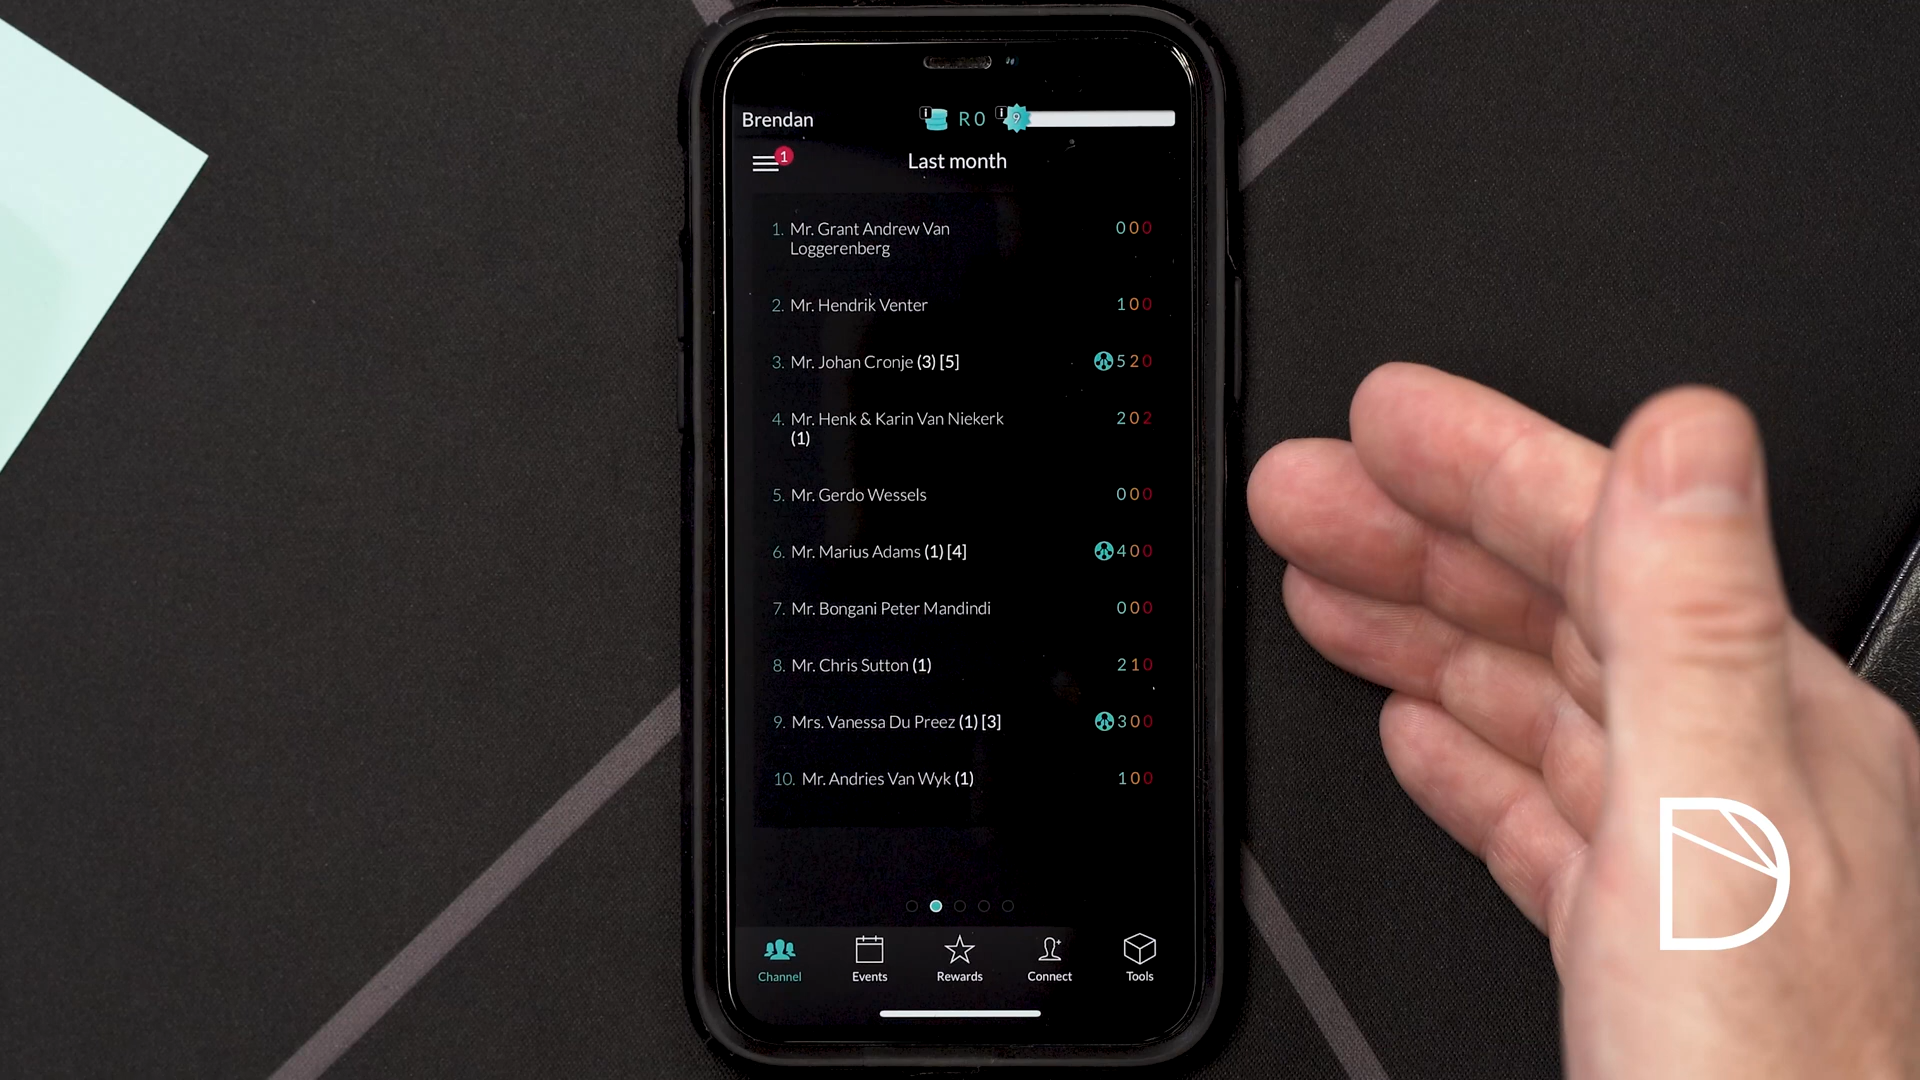 Brendan
i R 0 i 9
1
Last month
1. Mr. Grant Andrew Van
Loggerenberg
0 0 0
2. Mr. Hendrik Venter
1 0 0
3. Mr. Johan Cronje (3) [5]
5 2 0
4. Mr. Henk & Karin Van Niekerk
(1)
2 0 2
5. Mr. Gerdo Wessels
0 0 0
6. Mr. Marius Adams (1) [4]
4 0 0
7. Mr. Bongani Peter Mandindi
0 0 0
8. Mr. Chris Sutton (1)
2 1 0
9. Mrs. Vanessa Du Preez (1) [3]
3 0 0
10. Mr. Andries Van Wyk (1)
1 0 0
Channel
Events
Rewards
Connect
Tools
D